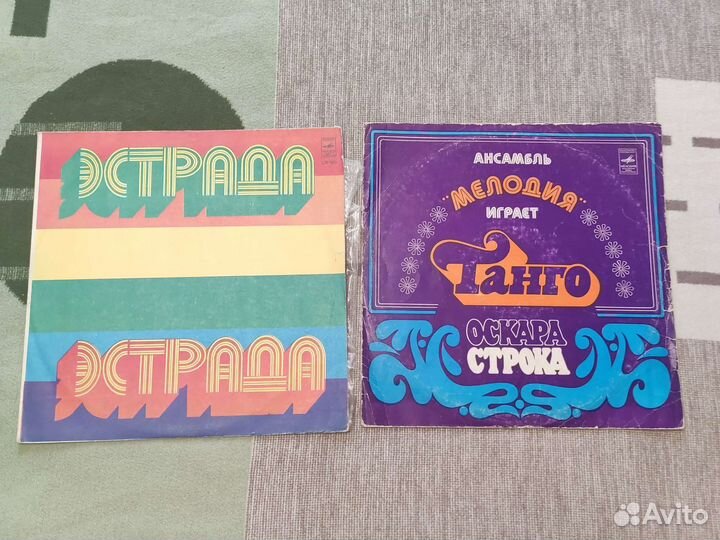 ЭСТРАДА
ЭСТРАДА
АНСАМБЛЬ
"МЕЛОДИЯ"
ИГРАЕТ
Танго
ОСКАРА
СТРОКА
Avito